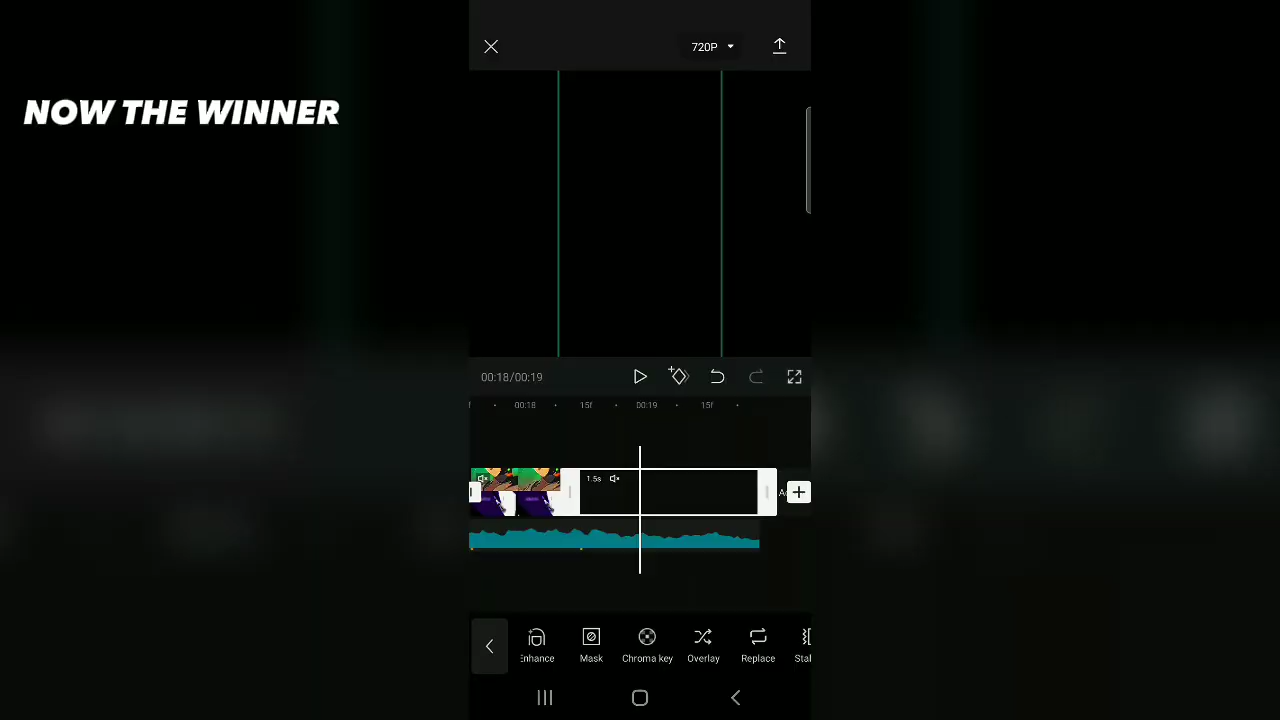 720P
NOW THE WINNER
00:18/00:19
00:18
15f
00:19
15f
1.5s
Enhance
Mask
Chroma key
Overlay
Replace